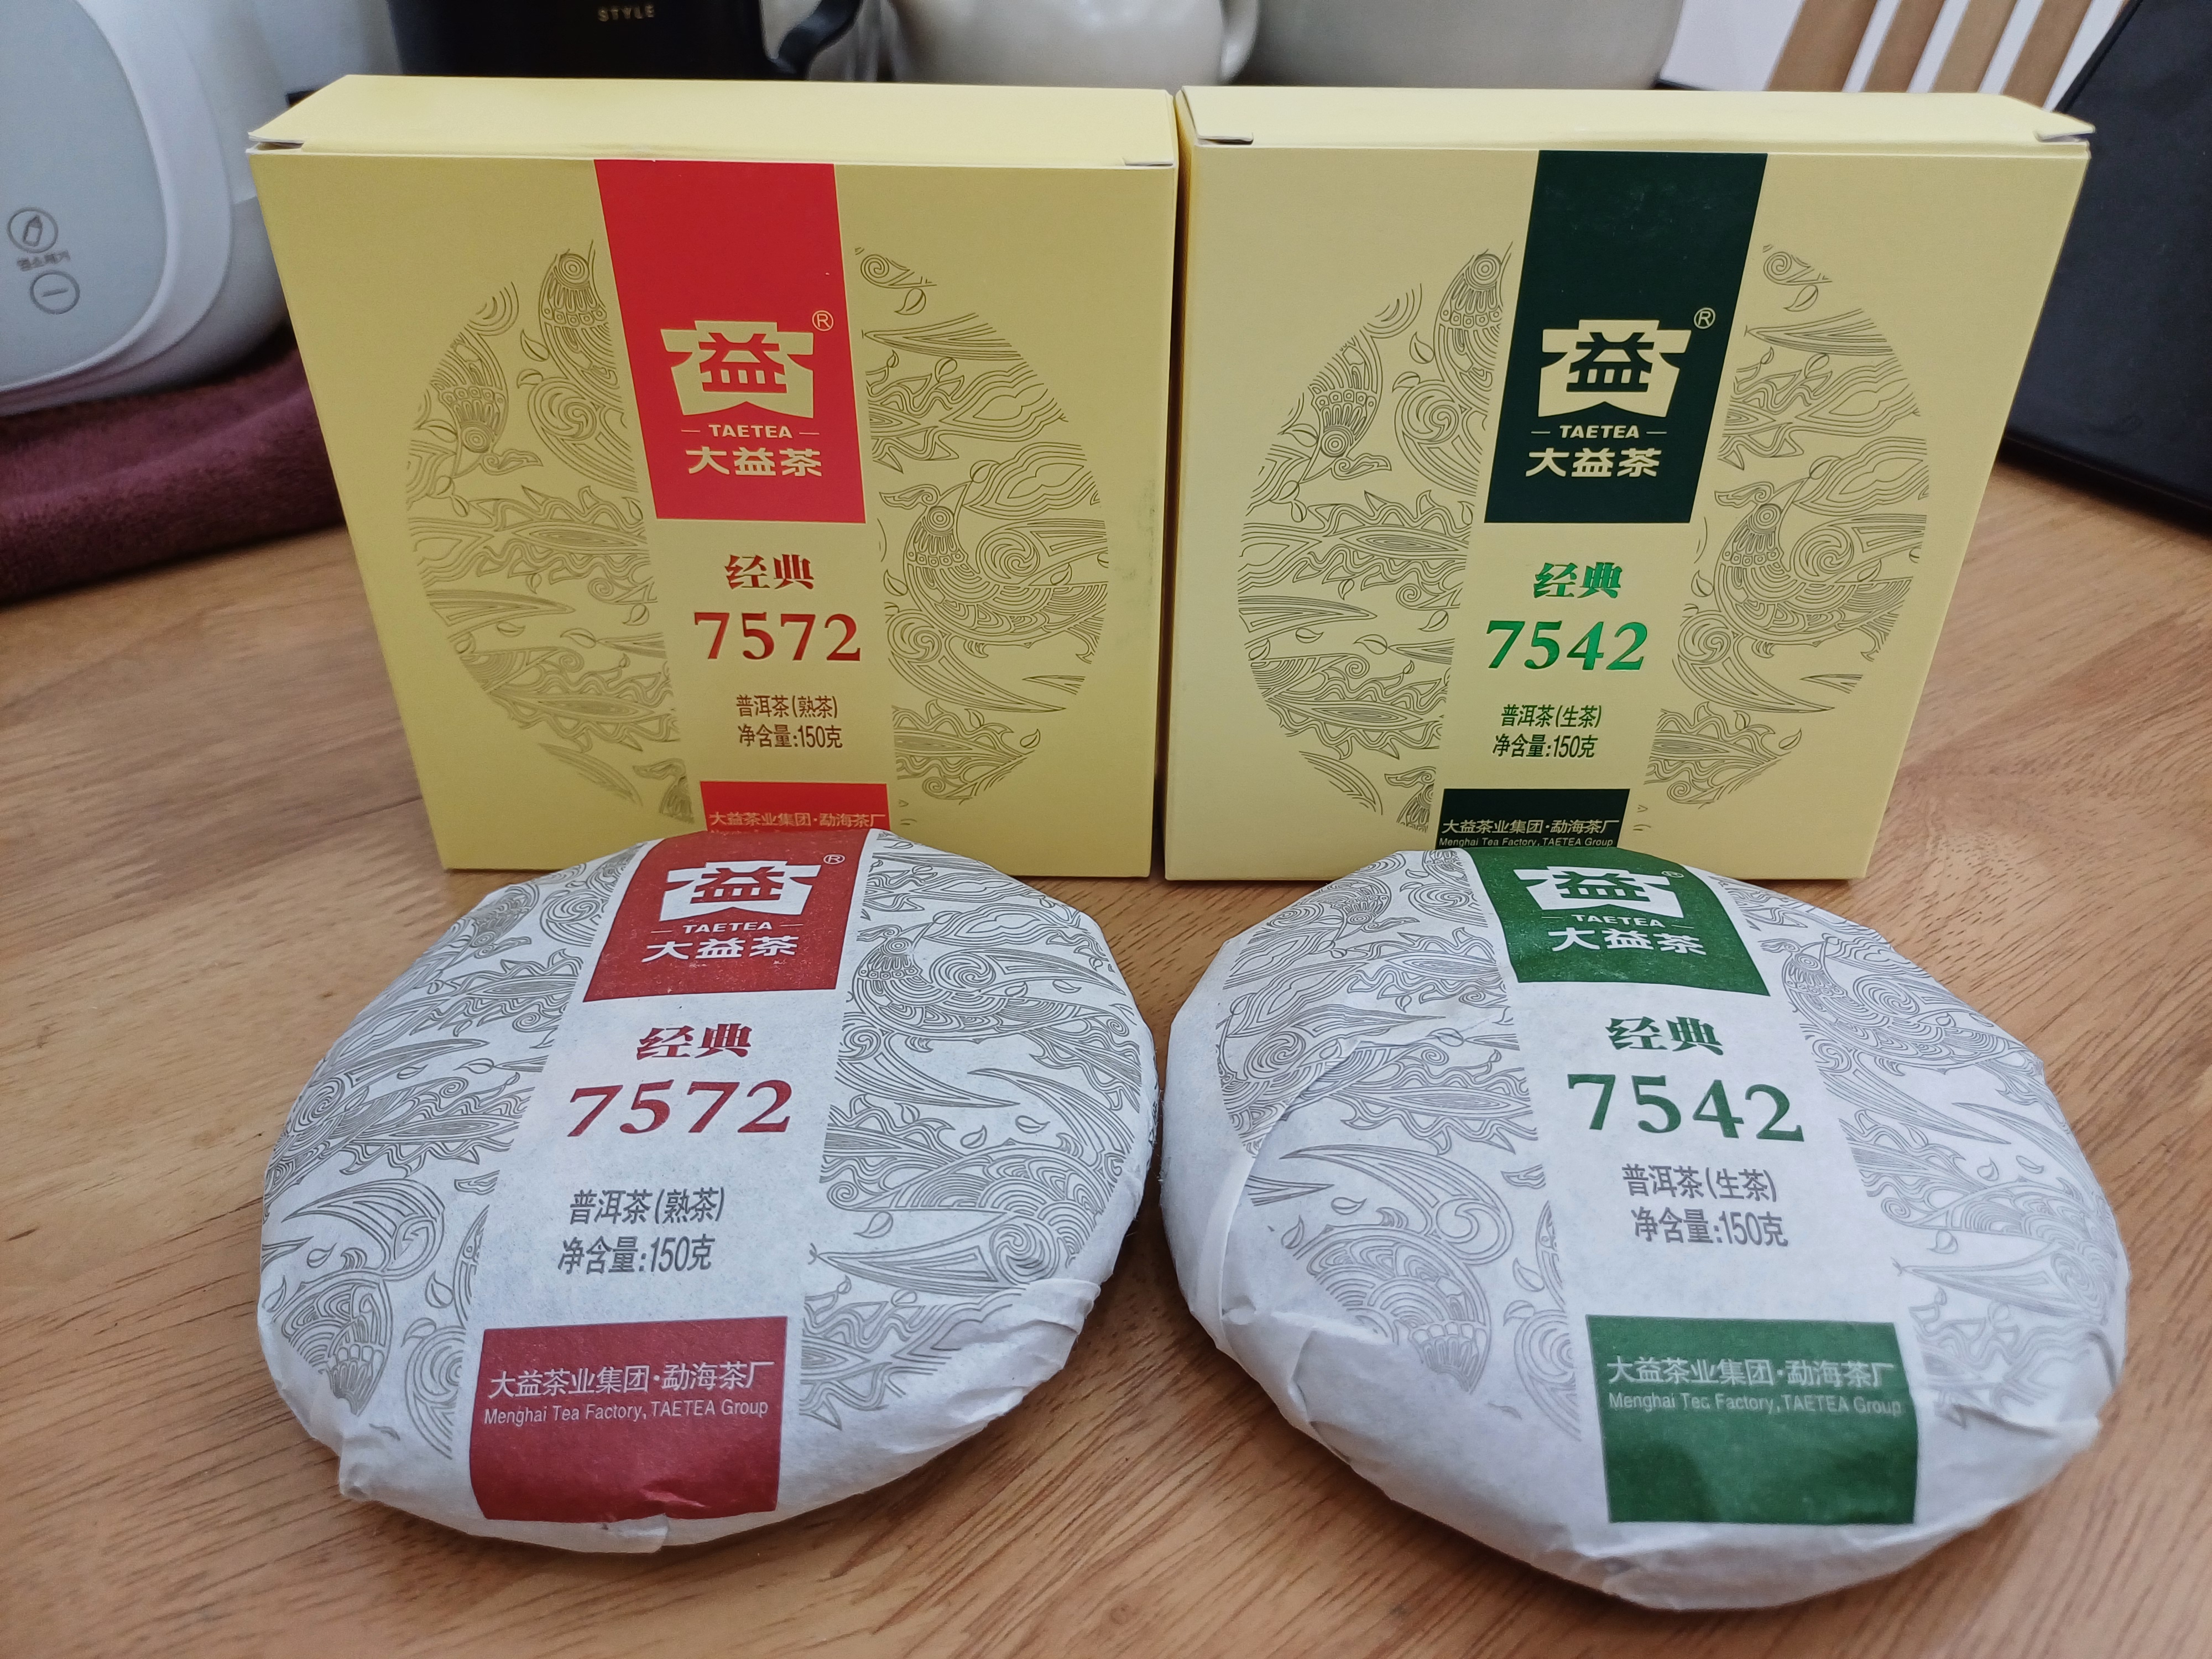 STYLE
염소제거
益®
TAETEA
大益茶
经典
7572
普洱茶(熟茶)
净含量:150克
大益茶业集团·勐海茶厂
益®
TAETEA
大益茶
经典
7542
普洱茶(生茶)
净含量:150克
大益茶业集团·勐海茶厂
Menghai Tea Factory, TAETEA Group
益®
TAETEA
大益茶
经典
7572
普洱茶(熟茶)
净含量:150克
大益茶业集团·勐海茶厂
Menghai Tea Factory, TAETEA Group
益®
TAETEA
大益茶
经典
7542
普洱茶(生茶)
净含量:150克
大益茶业集团·勐海茶厂
Menghai Tea Factory, TAETEA Group